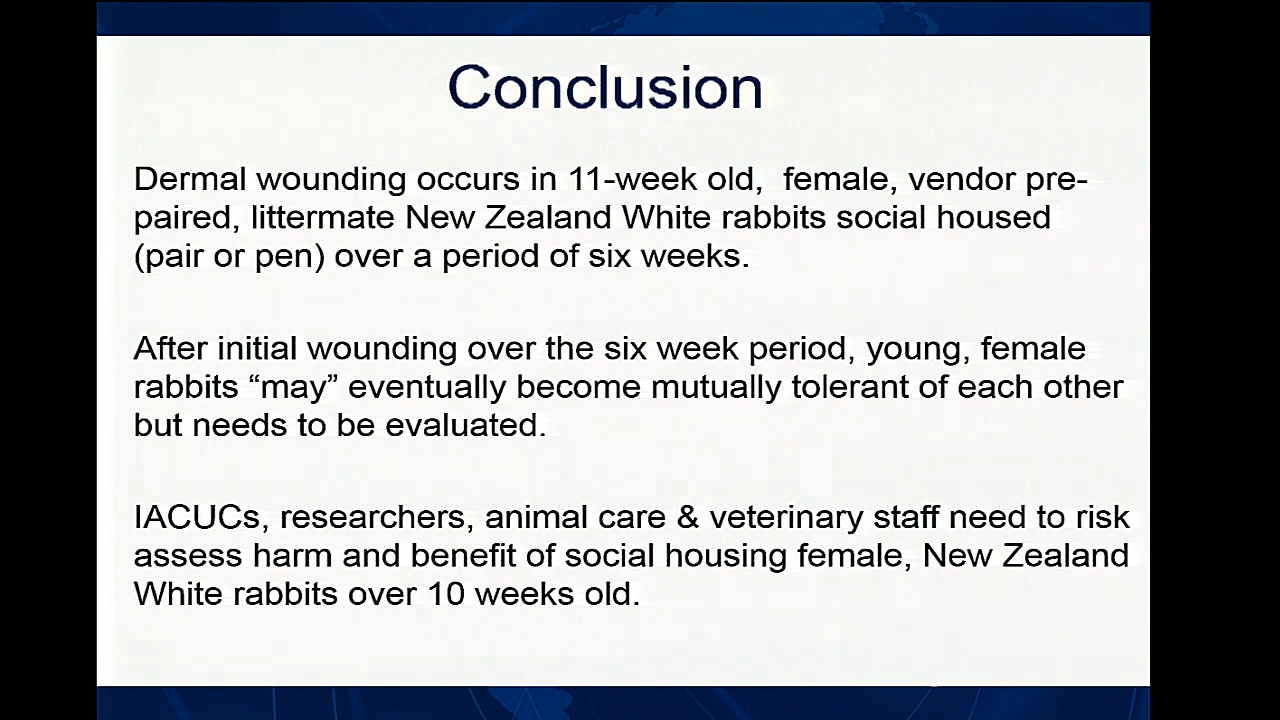 Conclusion
Dermal wounding occurs in 11-week old,  female, vendor pre-
paired, littermate New Zealand White rabbits social housed
(pair or pen) over a period of six weeks.
After initial wounding over the six week period, young, female
rabbits “may” eventually become mutually tolerant of each other
but needs to be evaluated.
IACUCs, researchers, animal care & veterinary staff need to risk
assess harm and benefit of social housing female, New Zealand
White rabbits over 10 weeks old.